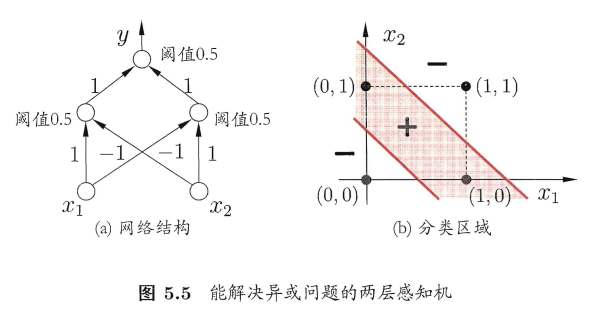 y
阈值0.5
1 1
阈值0.5 阈值0.5
1 −1 −1 1
x₁ x₂
(a) 网络结构
x₂
−
(0,1) (1,1)
+
−
(0,0) (1,0) x₁
(b) 分类区域
图 5.5 能解决异或问题的两层感知机